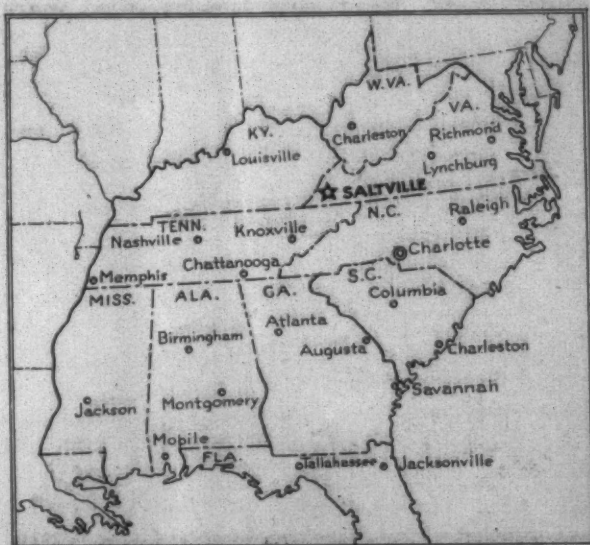 W.VA.
KY.
VA.
Charleston
Richmond
Louisville
Lynchburg
SALTVILLE
TENN.
N.C.
Raleigh
Nashville
Knoxville
Charlotte
Chattanooga
Memphis
S.C.
MISS.
ALA.
GA.
Columbia
Atlanta
Birmingham
Augusta
Charleston
Savannah
Jackson
Montgomery
Mobile
FLA.
Tallahassee
Jacksonville